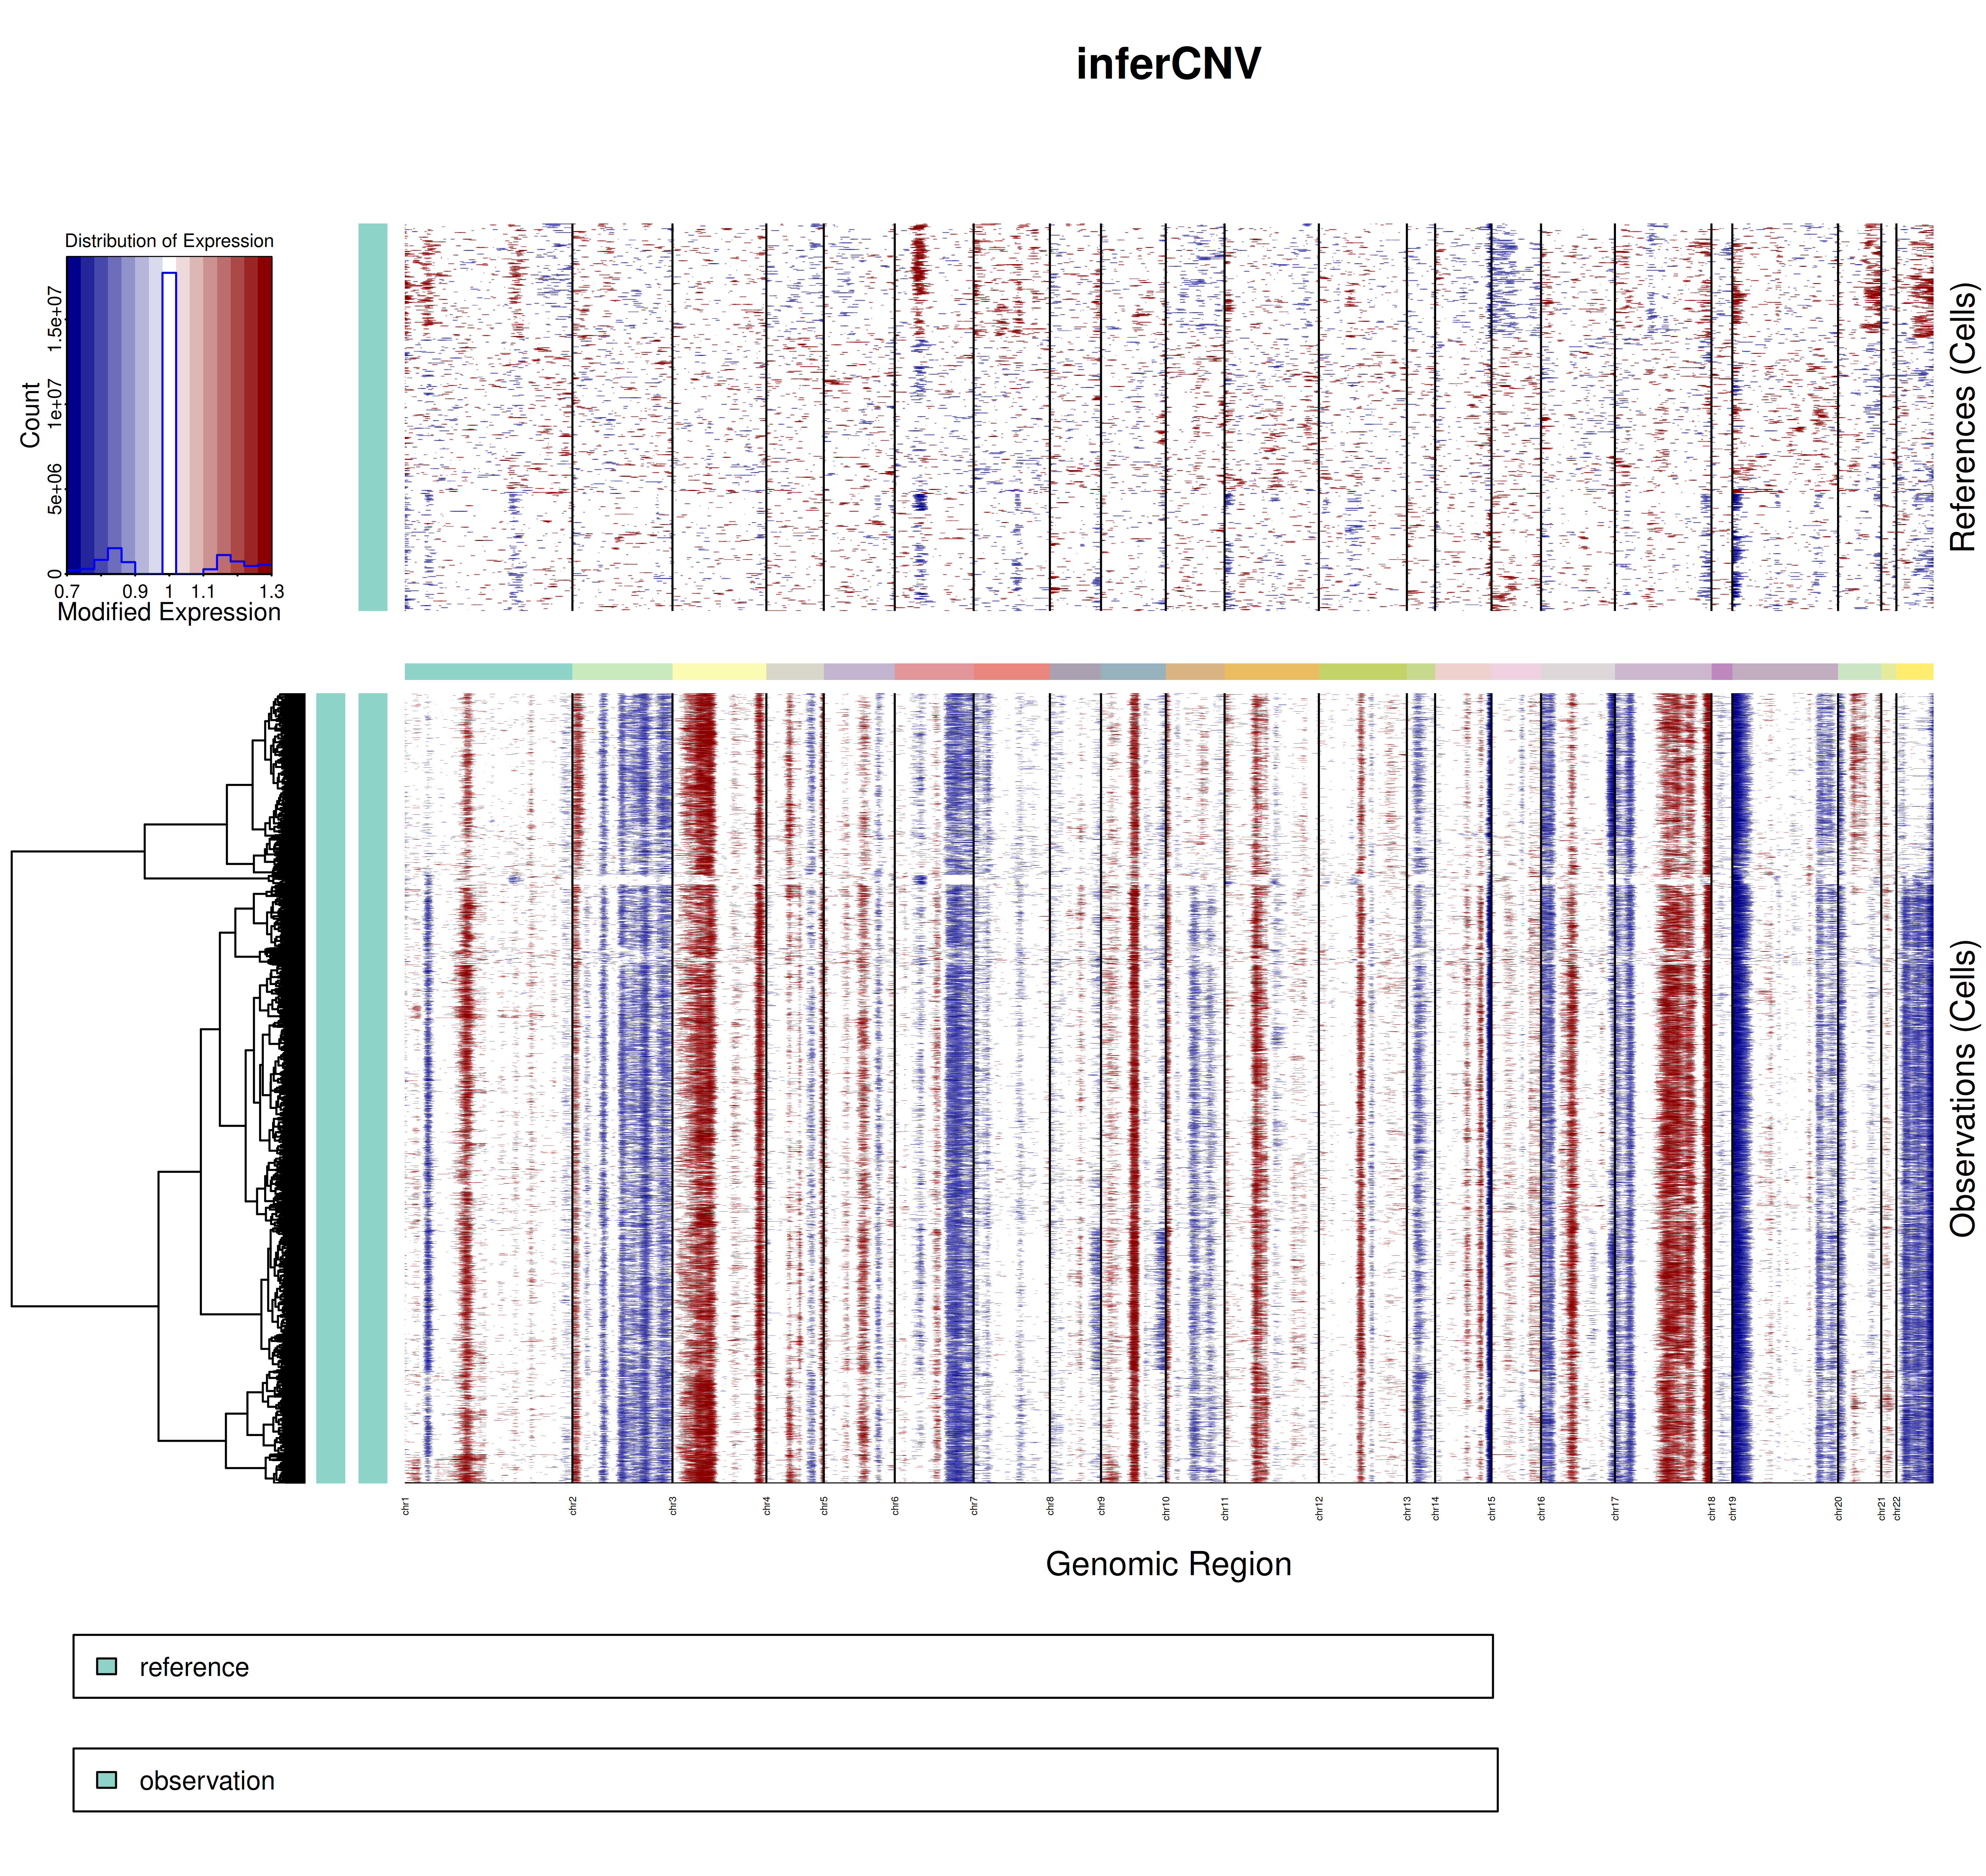 inferCNV
Distribution of Expression
Count
0
5e+06
1e+07
1.5e+07
0.7 0.9 1 1.1 1.3
Modified Expression
References (Cells)
Observations (Cells)
chr1 chr2 chr3 chr4 chr5 chr6 chr7 chr8 chr9 chr10 chr11 chr12 chr13 chr14 chr15 chr16 chr17 chr18 chr19 chr20 chr21 chr22
Genomic Region
reference
observation